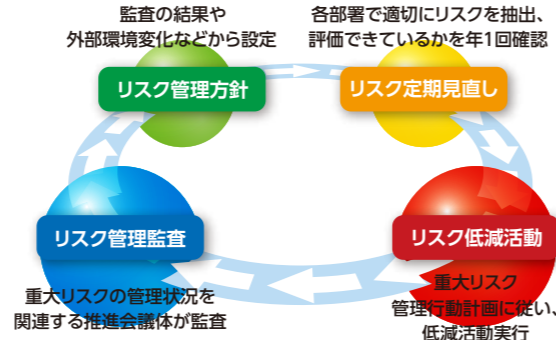 監査の結果や
外部環境変化などから設定
リスク管理方針
各部署で適切にリスクを抽出、
評価できているかを年1回確認
リスク定期見直し
リスク管理監査
重大リスクの管理状況を
関連する推進会議体が監査
リスク低減活動
重大リスク
管理行動計画に従い、
低減活動実行